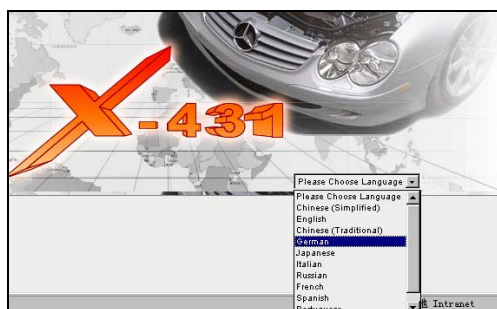 X-431
Please Choose Language
Please Choose Language
Chinese (Simplified)
English
Chinese (Traditional)
German
Japanese
Italian
Russian
French
Spanish
Portuguese
Intranet